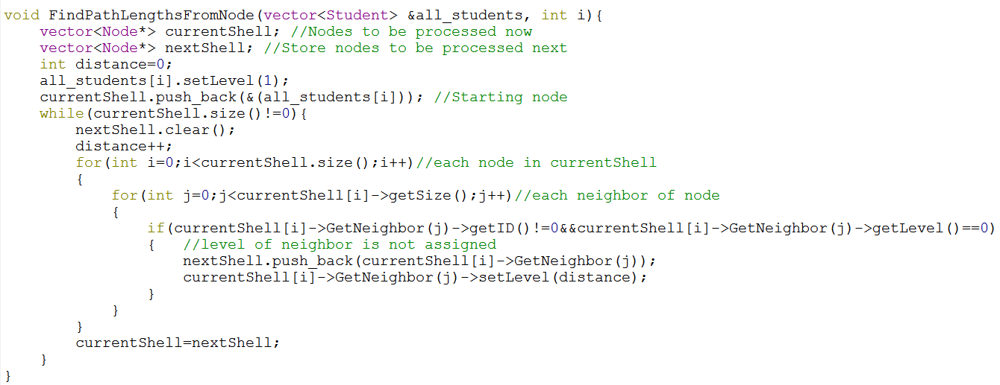 void FindPathLengthsFromNode(vector<Student> &all_students, int i){
    vector<Node*> currentShell; //Nodes to be processed now
    vector<Node*> nextShell; //Store nodes to be processed next
    int distance=0;
    all_students[i].setLevel(1);
    currentShell.push_back(&(all_students[i])); //Starting node
    while(currentShell.size()!=0){
        nextShell.clear();
        distance++;
        for(int i=0;i<currentShell.size();i++)//each node in currentShell
        {
            for(int j=0;j<currentShell[i]->getSize();j++)//each neighbor of node
            {
                if(currentShell[i]->GetNeighbor(j)->getID()!=0&&currentShell[i]->GetNeighbor(j)->getLevel()==0)
                {   //level of neighbor is not assigned
                    nextShell.push_back(currentShell[i]->GetNeighbor(j));
                    currentShell[i]->GetNeighbor(j)->setLevel(distance);
                }
            }
        }
        currentShell=nextShell;
    }
}